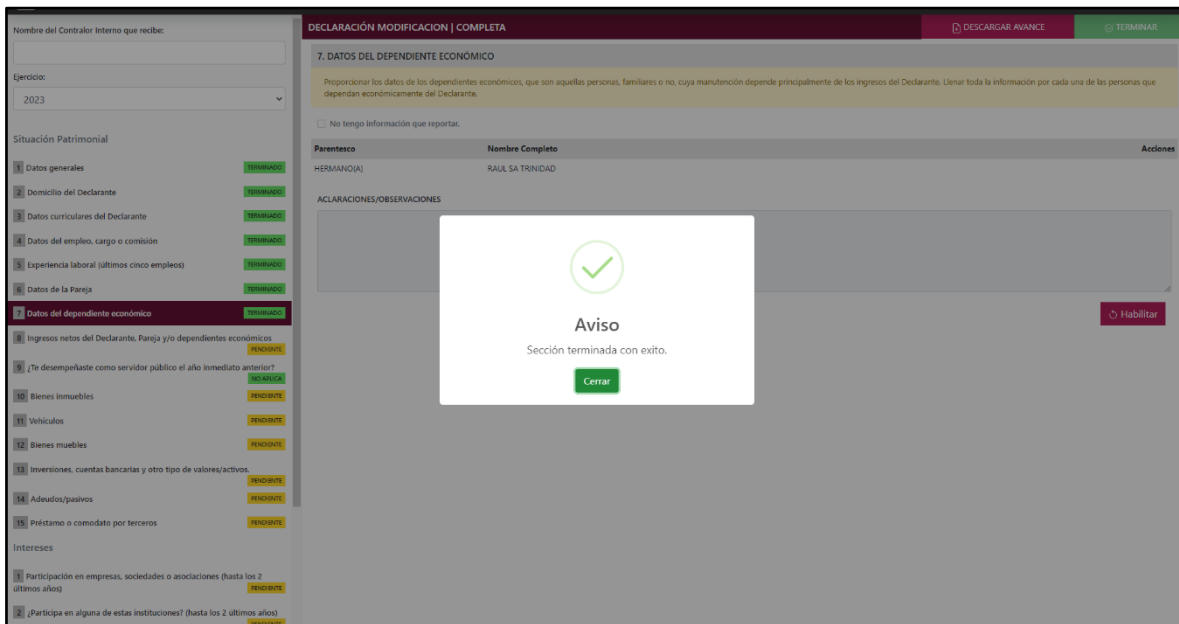 Nombre del Contralor Interno que recibe:
Ejercicio:
2023
Situación Patrimonial
1 Datos generales TERMINADO
2 Domicilio del Declarante TERMINADO
3 Datos curriculares del Declarante TERMINADO
4 Datos del empleo, cargo o comisión TERMINADO
5 Experiencia laboral (últimos cinco empleos) TERMINADO
6 Datos de la Pareja TERMINADO
7 Datos del dependiente económico TERMINADO
8 Ingresos netos del Declarante, Pareja y/o dependientes económicos
PENDIENTE
9 ¿Te desempeñaste como servidor público el año inmediato anterior?
NO APLICA
10 Bienes inmuebles PENDIENTE
11 Vehículos PENDIENTE
12 Bienes muebles PENDIENTE
13 Inversiones, cuentas bancarias y otro tipo de valores/activos.
PENDIENTE
14 Adeudos/pasivos PENDIENTE
15 Préstamo o comodato por terceros PENDIENTE
Intereses
1 Participación en empresas, sociedades o asociaciones (hasta los 2
últimos años) PENDIENTE
2 ¿Participa en alguna de estas instituciones? (hasta los 2 últimos años)
PENDIENTE
DECLARACIÓN MODIFICACION | COMPLETA
DESCARGAR AVANCE
TERMINAR
7. DATOS DEL DEPENDIENTE ECONÓMICO
Proporcionar los datos de los dependientes económicos, que son aquellas personas, familiares o no, cuya manutención depende principalmente de los ingresos del Declarante. Llenar toda la información por cada una de las personas que
dependan económicamente del Declarante.
No tengo información que reportar.
Parentesco Nombre Completo Acciones
HERMANO(A) RAUL SA TRINIDAD
ACLARACIONES/OBSERVACIONES
Habilitar
Aviso
Sección terminada con exito.
Cerrar